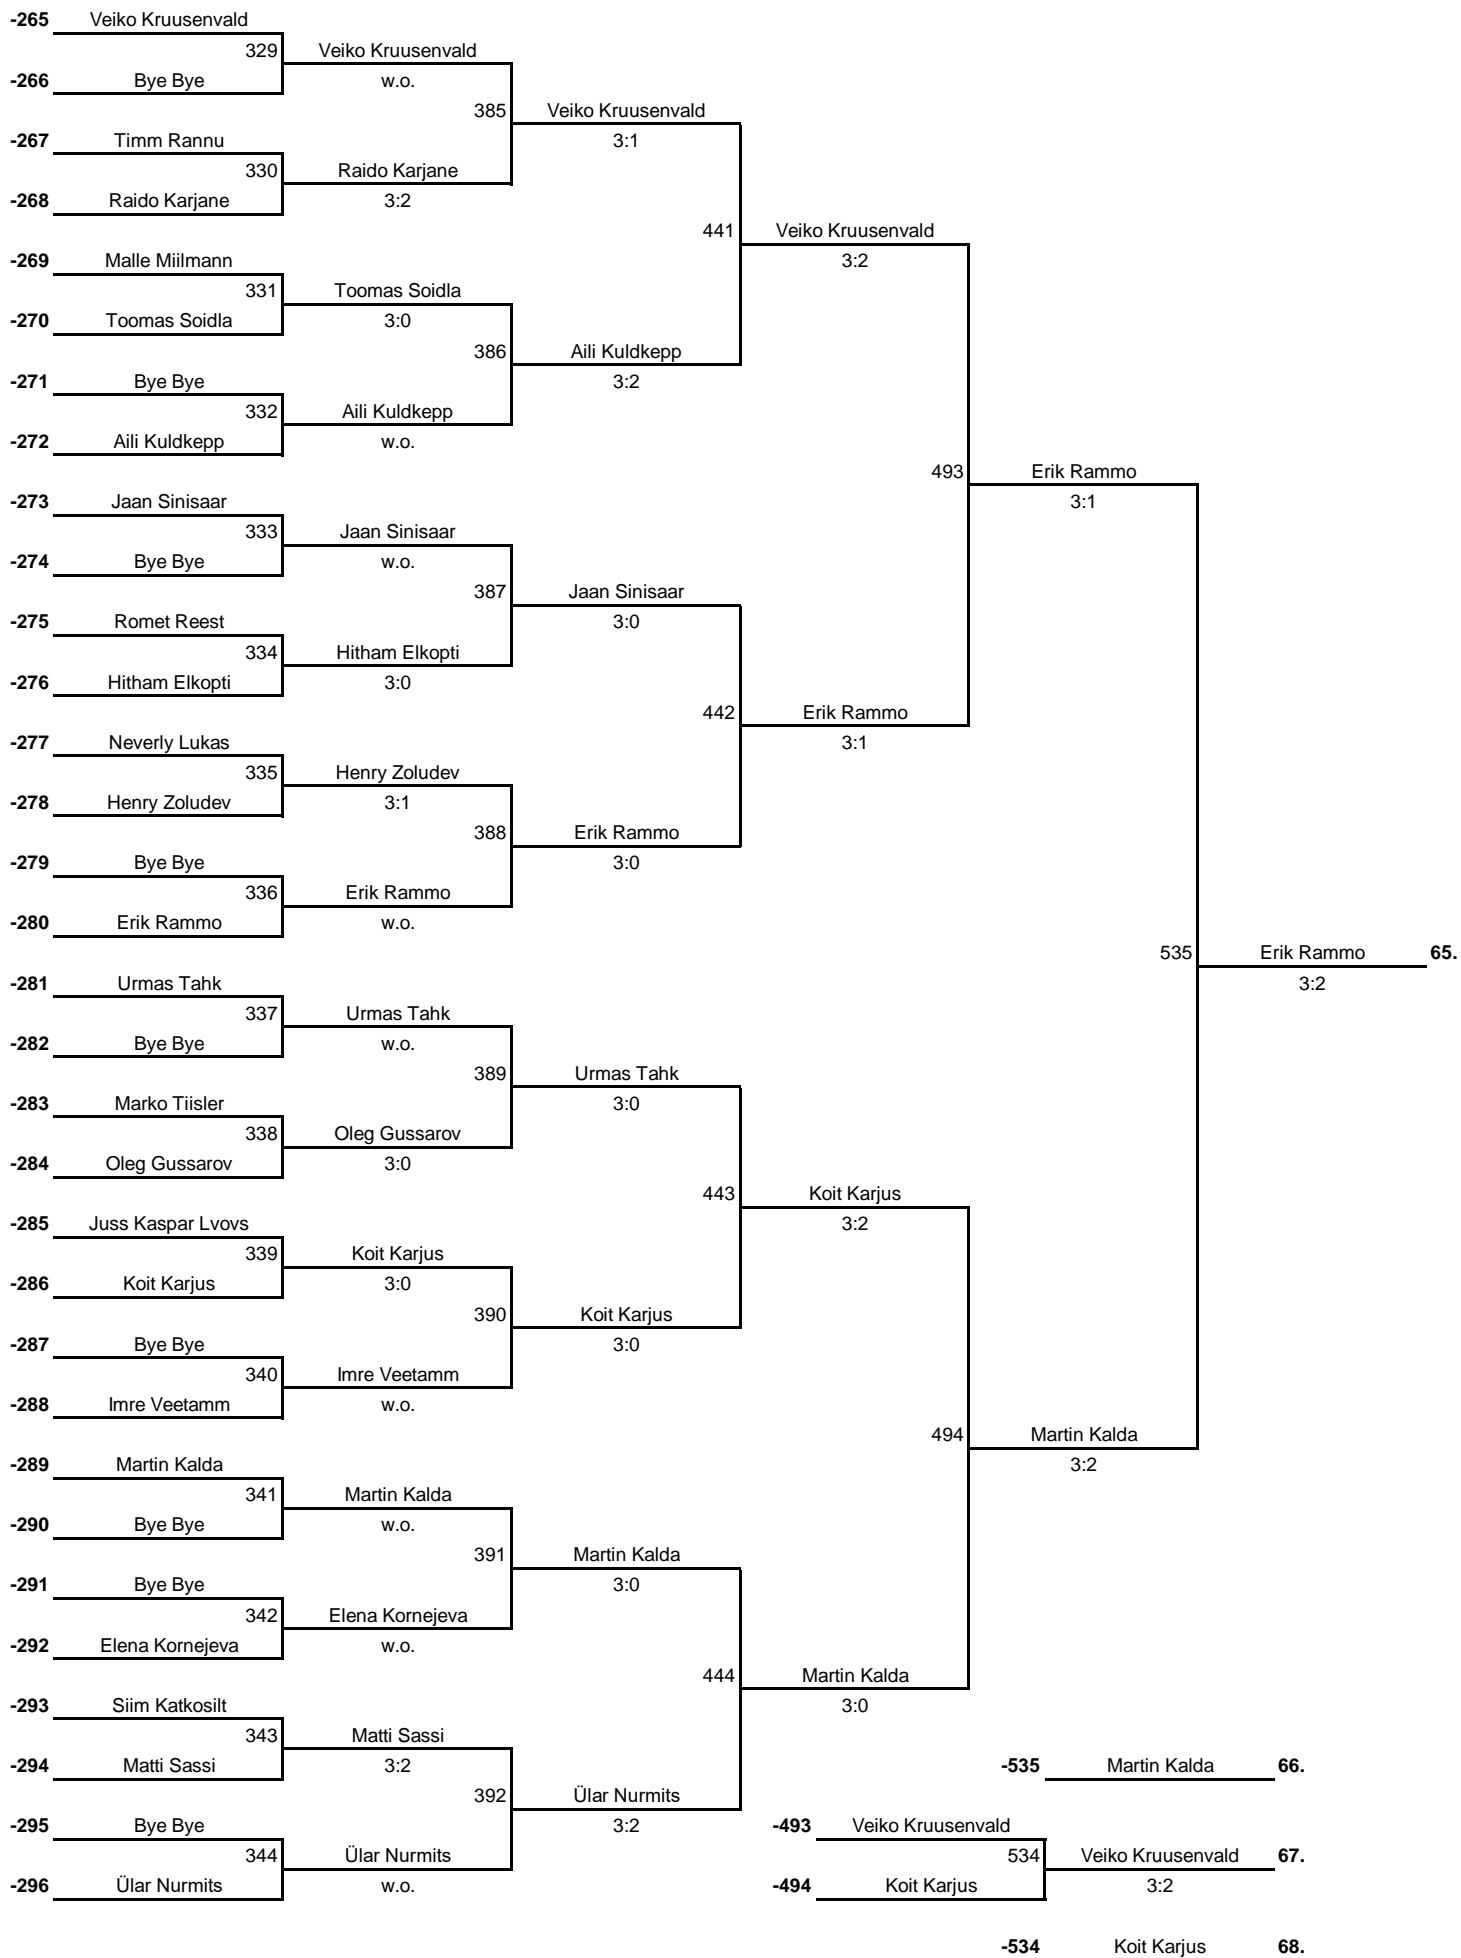 -265 Veiko Kruusenvald
329 Veiko Kruusenvald
-266 Bye Bye w.o.
385 Veiko Kruusenvald
-267 Timm Rannu 3:1
330 Raido Karjane
-268 Raido Karjane 3:2
441 Veiko Kruusenvald
-269 Malle Miilmann 3:2
331 Toomas Soidla
-270 Toomas Soidla 3:0
386 Aili Kuldkepp
-271 Bye Bye 3:2
332 Aili Kuldkepp
-272 Aili Kuldkepp w.o.
493 Erik Rammo
-273 Jaan Sinisaar 3:1
333 Jaan Sinisaar
-274 Bye Bye w.o.
387 Jaan Sinisaar
-275 Romet Reest 3:0
334 Hitham Elkopti
-276 Hitham Elkopti 3:0
442 Erik Rammo
-277 Neverly Lukas 3:1
335 Henry Zoludev
-278 Henry Zoludev 3:1
388 Erik Rammo
-279 Bye Bye 3:0
336 Erik Rammo
-280 Erik Rammo w.o.
535 Erik Rammo 65.
-281 Urmas Tahk 3:2
337 Urmas Tahk
-282 Bye Bye w.o.
389 Urmas Tahk
-283 Marko Tiisler 3:0
338 Oleg Gussarov
-284 Oleg Gussarov 3:0
443 Koit Karjus
-285 Juss Kaspar Lvovs 3:2
339 Koit Karjus
-286 Koit Karjus 3:0
390 Koit Karjus
-287 Bye Bye 3:0
340 Imre Veetamm
-288 Imre Veetamm w.o.
494 Martin Kalda
-289 Martin Kalda 3:2
341 Martin Kalda
-290 Bye Bye w.o.
391 Martin Kalda
-291 Bye Bye 3:0
342 Elena Kornejeva
-292 Elena Kornejeva w.o.
444 Martin Kalda
-293 Siim Katkosilt 3:0
343 Matti Sassi
-294 Matti Sassi 3:2 -535 Martin Kalda 66.
392 Ülar Nurmits
-295 Bye Bye 3:2 -493 Veiko Kruusenvald
344 Ülar Nurmits 534 Veiko Kruusenvald 67.
-296 Ülar Nurmits w.o. -494 Koit Karjus 3:2
-534 Koit Karjus 68.